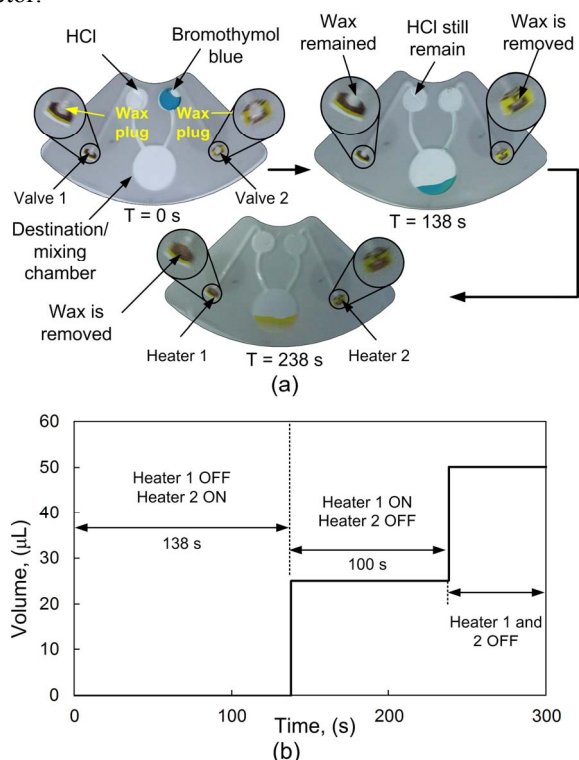 ctor.
HCl
Bromothymol
blue
Wax
remained
HCl still
remain
Wax is
removed
Wax
plug
Wax
plug
Valve 1
Valve 2
T = 0 s
T = 138 s
Destination/
mixing
chamber
Wax is
removed
Heater 1
T = 238 s
Heater 2
(a)
60
50
40
30
20
10
0
Volume, (μL)
Heater 1 OFF
Heater 2 ON
138 s
Heater 1 ON
Heater 2 OFF
100 s
Heater 1 and
2 OFF
0
100
200
300
Time, (s)
(b)